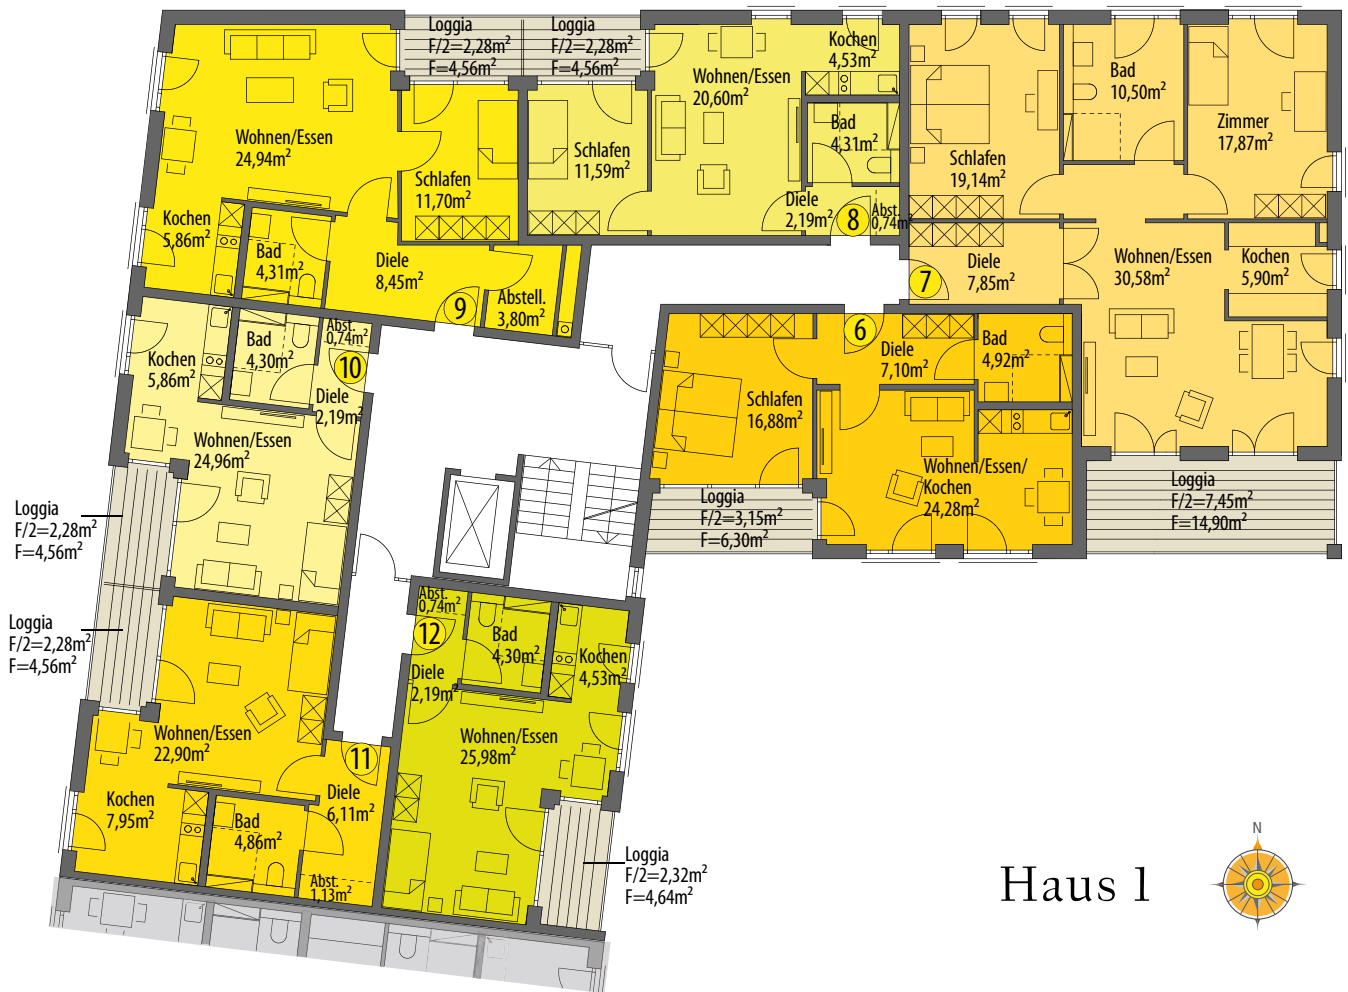 Loggia
F/2=2,28m²
F=4,56m²
Loggia
F/2=2,28m²
F=4,56m²
Wohnen/Essen
24,94m²
Schlafen
11,70m²
Kochen
5,86m²
Bad
4,31m²
Diele
8,45m²
Abstell.
3,80m²
9
Schlafen
11,59m²
Wohnen/Essen
20,60m²
Kochen
4,53m²
Bad
4,31m²
Diele
2,19m²
Abst.
0,74m²
8
Schlafen
19,14m²
Bad
10,50m²
Zimmer
17,87m²
Diele
7,85m²
Wohnen/Essen
30,58m²
Kochen
5,90m²
7
Loggia
F/2=7,45m²
F=14,90m²
6
Diele
7,10m²
Bad
4,92m²
Schlafen
16,88m²
Wohnen/Essen/
Kochen
24,28m²
Loggia
F/2=3,15m²
F=6,30m²
Kochen
5,86m²
Bad
4,30m²
Abst.
0,74m²
10
Diele
2,19m²
Wohnen/Essen
24,96m²
Loggia
F/2=2,28m²
F=4,56m²
Loggia
F/2=2,28m²
F=4,56m²
Wohnen/Essen
22,90m²
11
Kochen
7,95m²
Bad
4,86m²
Diele
6,11m²
Abst.
1,13m²
Abst.
0,74m²
12
Bad
4,30m²
Kochen
4,53m²
Diele
2,19m²
Wohnen/Essen
25,98m²
Loggia
F/2=2,32m²
F=4,64m²
Haus 1
N